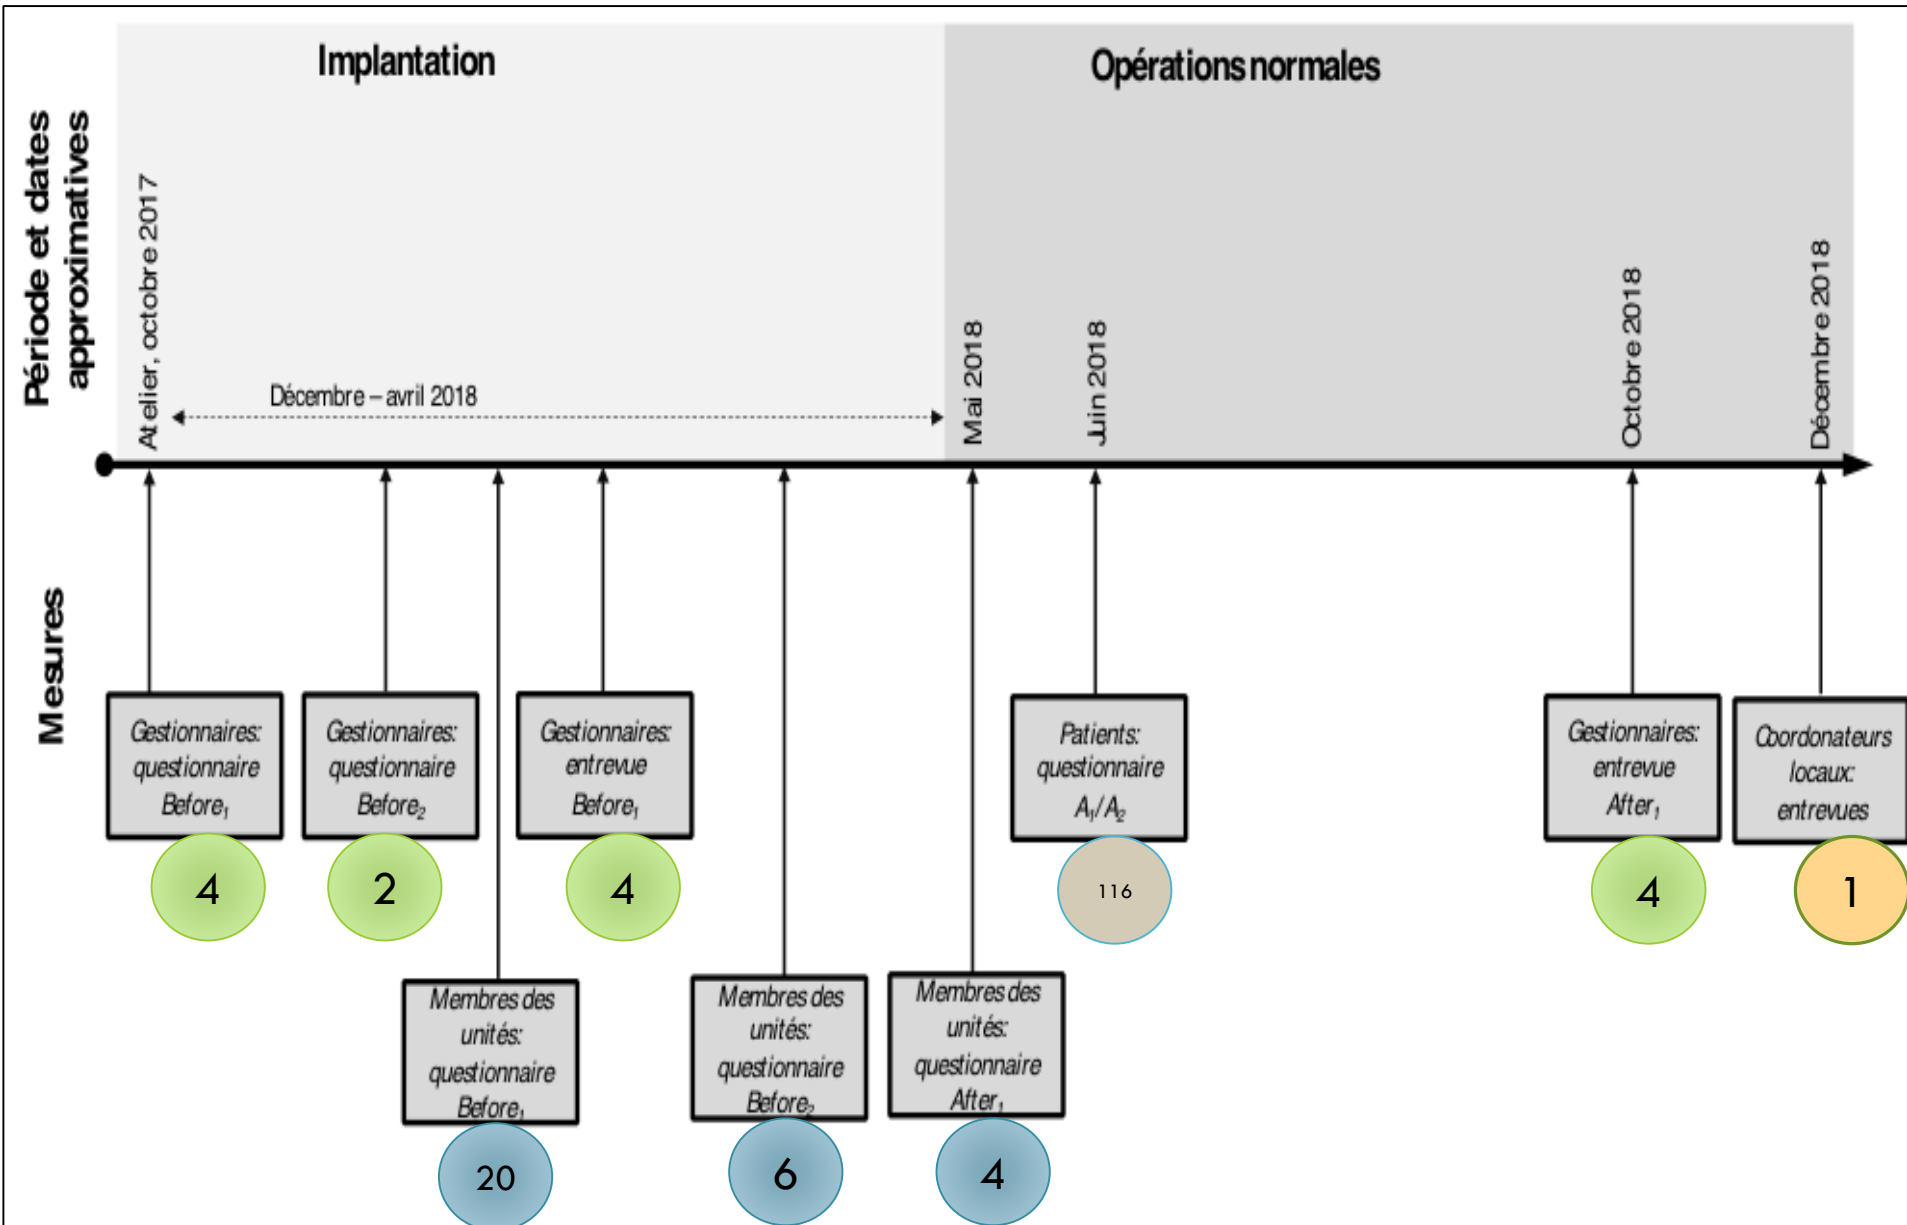 Implantation
Opérations normales
Période et dates
approximatives
Atelier, octobre 2017
Décembre – avril 2018
Mai 2018
Juin 2018
Octobre 2018
Décembre 2018
Mesures
Gestionnaires:
questionnaire
Before₁
4
Gestionnaires:
questionnaire
Before₂
2
Gestionnaires:
entrevue
Before₁
4
Patients:
questionnaire
A₁/A₂
116
Gestionnaires:
entrevue
After₁
4
Coordonateurs
locaux:
entrevues
1
Membres des
unités:
questionnaire
Before₁
20
Membres des
unités:
questionnaire
Before₂
6
Membres des
unités:
questionnaire
After₁
4